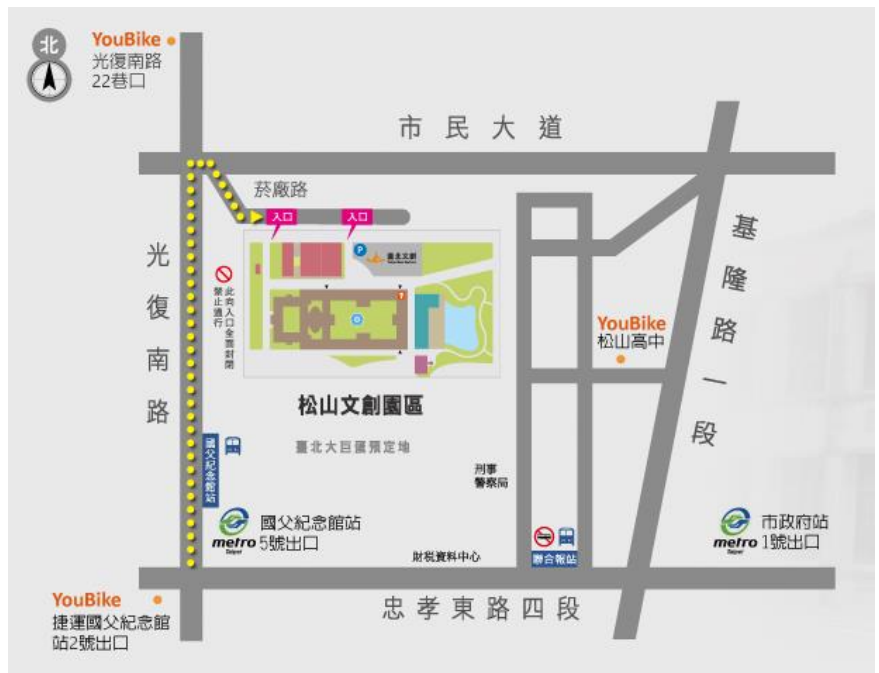 北
YouBike
光復南路
22巷口
市民大道
菸廠路
入口
入口
P
臺北文創
基隆路一段
光復南路
此向入口全面封閉
禁止通行
YouBike
松山高中
松山文創園區
臺北大巨蛋預定地
國父紀念館站
刑事
警察局
metro
Taipei
國父紀念館站
5號出口
財稅資料中心
聯合報站
metro
Taipei
市政府站
1號出口
忠孝東路四段
YouBike
捷運國父紀念館
站2號出口